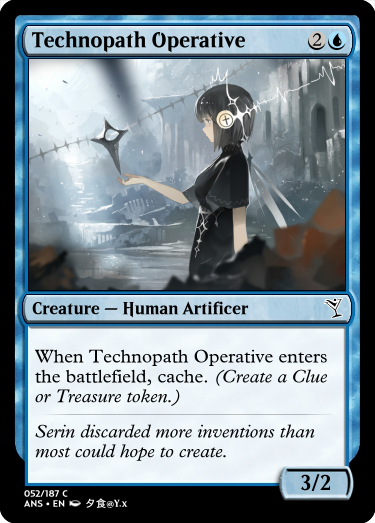 Technopath Operative 2
Creature — Human Artificer
When Technopath Operative enters
the battlefield, cache. (Create a Clue
or Treasure token.)
Serin discarded more inventions than
most could hope to create.
3/2
052/187 C
ANS • EN 夕食@Y.x